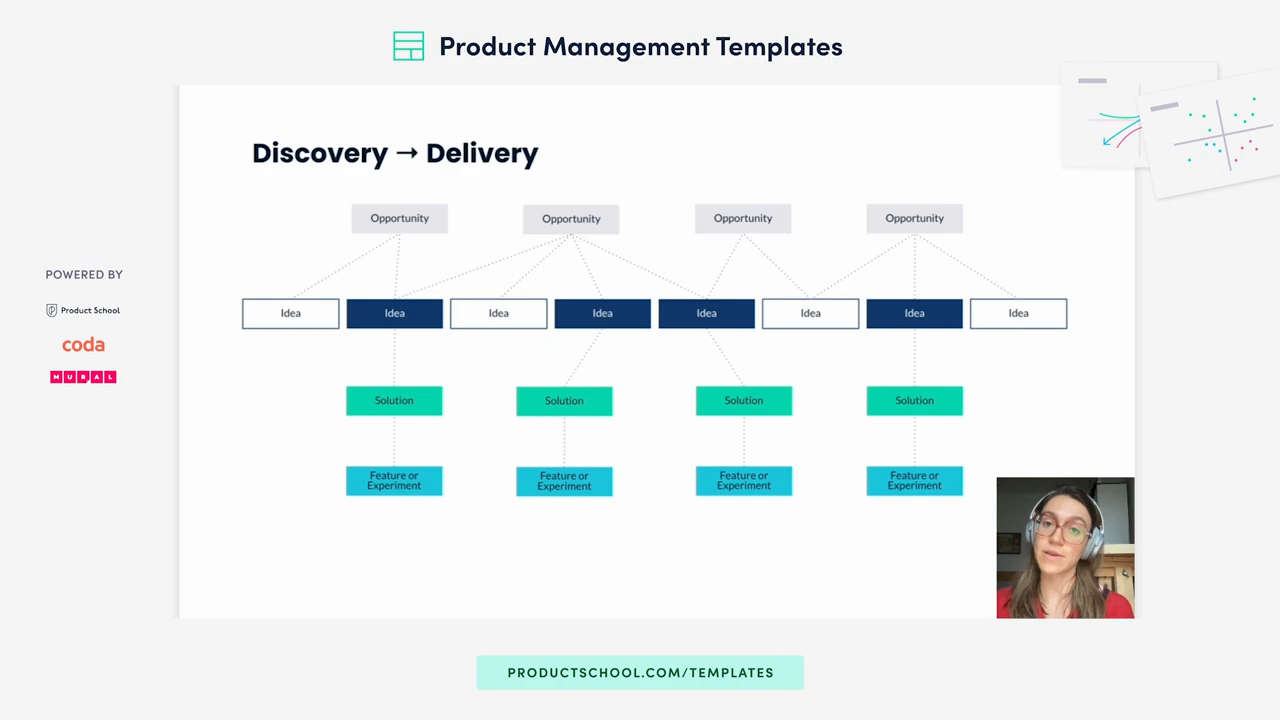 Product Management Templates
Discovery → Delivery
Opportunity Opportunity Opportunity Opportunity
Idea Idea Idea Idea Idea Idea Idea Idea
Solution Solution Solution Solution
Feature or Experiment
Feature or Experiment
Feature or Experiment
Feature or Experiment
POWERED BY
Product School
coda
MURAL
PRODUCTSCHOOL.COM/TEMPLATES